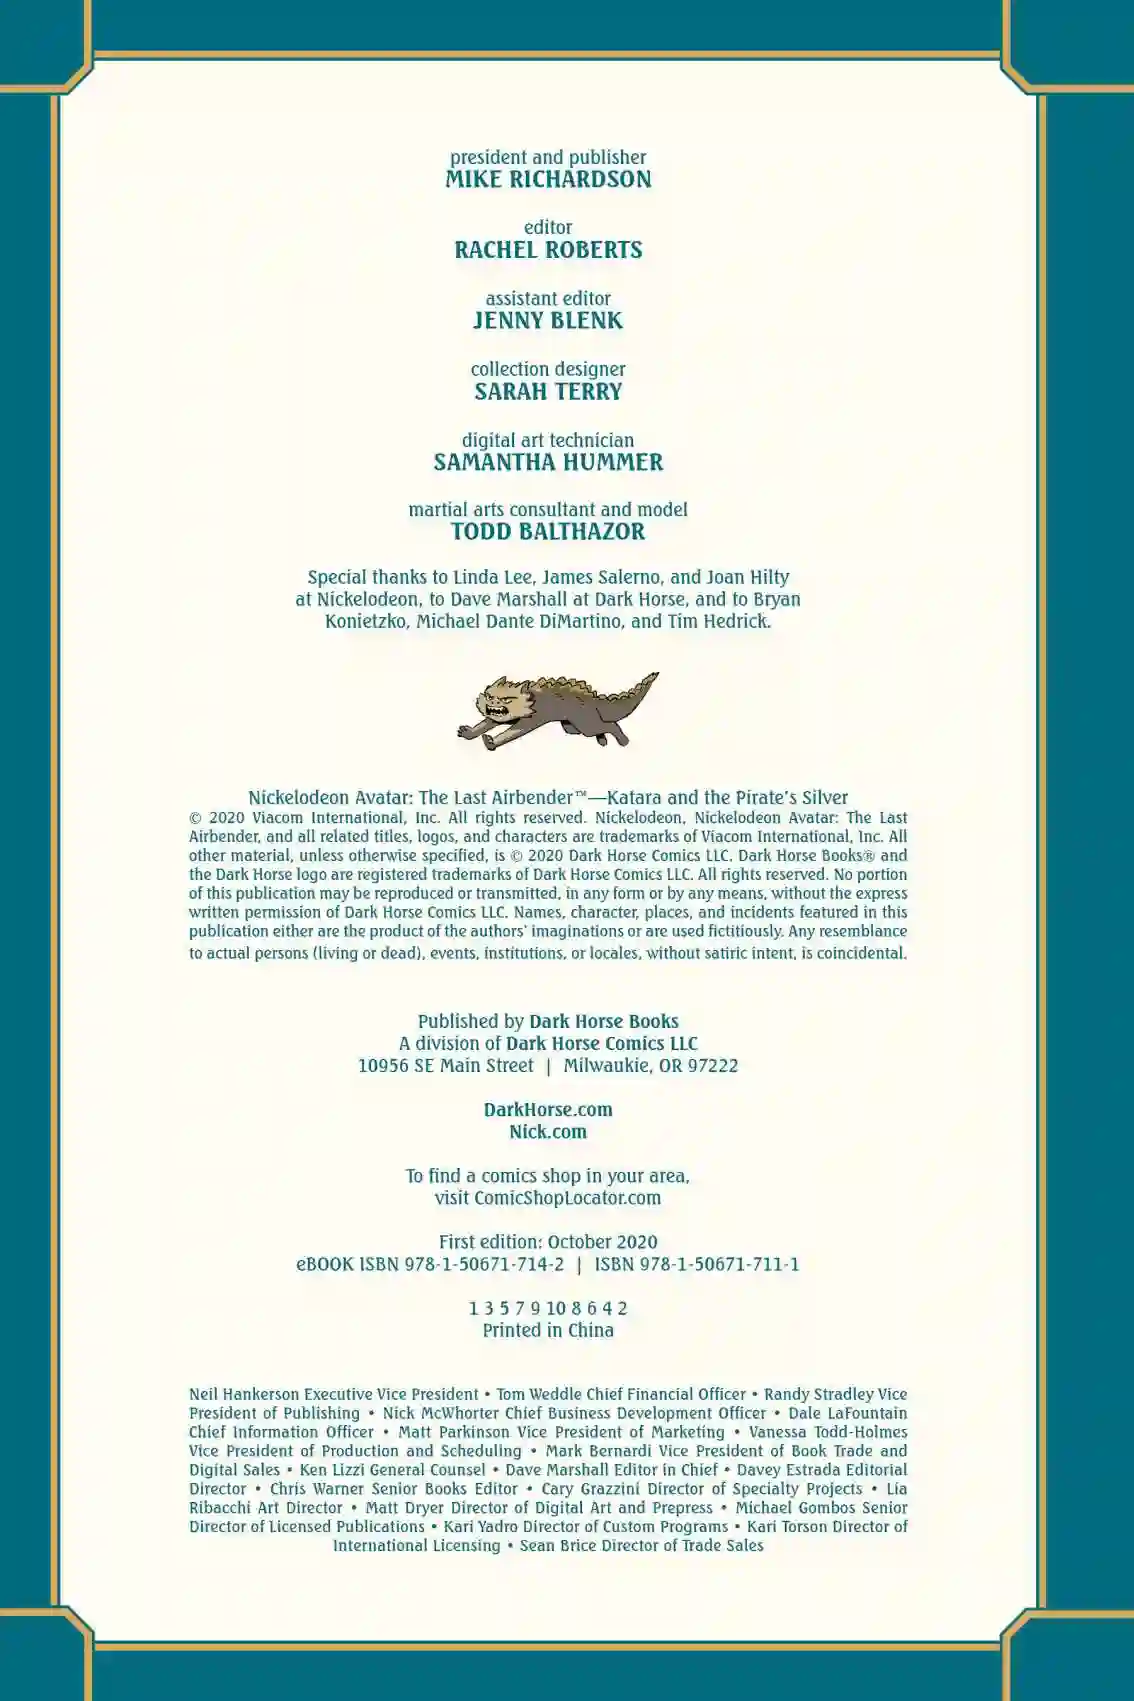 president and publisher
MIKE RICHARDSON
editor
RACHEL ROBERTS
assistant editor
JENNY BLENK
collection designer
SARAH TERRY
digital art technician
SAMANTHA HUMMER
martial arts consultant and model
TODD BALTHAZOR
Special thanks to Linda Lee, James Salerno, and Joan Hilty
at Nickelodeon, to Dave Marshall at Dark Horse, and to Bryan
Konietzko, Michael Dante DiMartino, and Tim Hedrick.
Nickelodeon Avatar: The Last Airbender™—Katara and the Pirate's Silver
© 2020 Viacom International, Inc. All rights reserved. Nickelodeon, Nickelodeon Avatar: The Last
Airbender, and all related titles, logos, and characters are trademarks of Viacom International, Inc. All
other material, unless otherwise specified, is © 2020 Dark Horse Comics LLC. Dark Horse Books® and
the Dark Horse logo are registered trademarks of Dark Horse Comics LLC. All rights reserved. No portion
of this publication may be reproduced or transmitted, in any form or by any means, without the express
written permission of Dark Horse Comics LLC. Names, character, places, and incidents featured in this
publication either are the product of the authors' imaginations or are used fictitiously. Any resemblance
to actual persons (living or dead), events, institutions, or locales, without satiric intent, is coincidental.
Published by Dark Horse Books
A division of Dark Horse Comics LLC
10956 SE Main Street | Milwaukie, OR 97222
DarkHorse.com
Nick.com
To find a comics shop in your area,
visit ComicShopLocator.com
First edition: October 2020
eBOOK ISBN 978-1-50671-714-2 | ISBN 978-1-50671-711-1
1 3 5 7 9 10 8 6 4 2
Printed in China
Neil Hankerson Executive Vice President • Tom Weddle Chief Financial Officer • Randy Stradley Vice
President of Publishing • Nick McWhorter Chief Business Development Officer • Dale LaFountain
Chief Information Officer • Matt Parkinson Vice President of Marketing • Vanessa Todd-Holmes
Vice President of Production and Scheduling • Mark Bernardi Vice President of Book Trade and
Digital Sales • Ken Lizzi General Counsel • Dave Marshall Editor in Chief • Davey Estrada Editorial
Director • Chris Warner Senior Books Editor • Cary Grazzini Director of Specialty Projects • Lia
Ribacchi Art Director • Matt Dryer Director of Digital Art and Prepress • Michael Gombos Senior
Director of Licensed Publications • Kari Yadro Director of Custom Programs • Kari Torson Director of
International Licensing • Sean Brice Director of Trade Sales